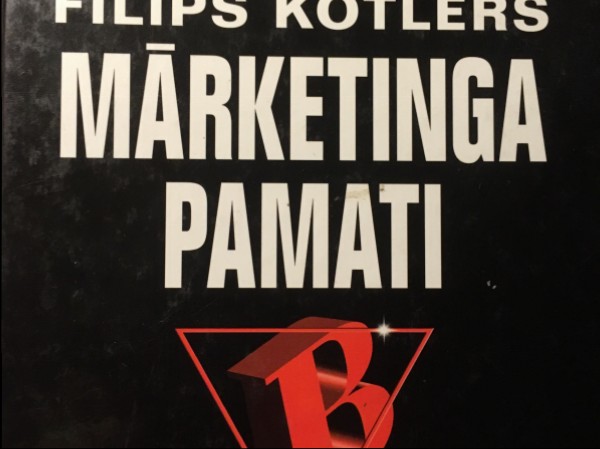 FILIPS KOTLERS
MĀRKETINGA
PAMATI
B